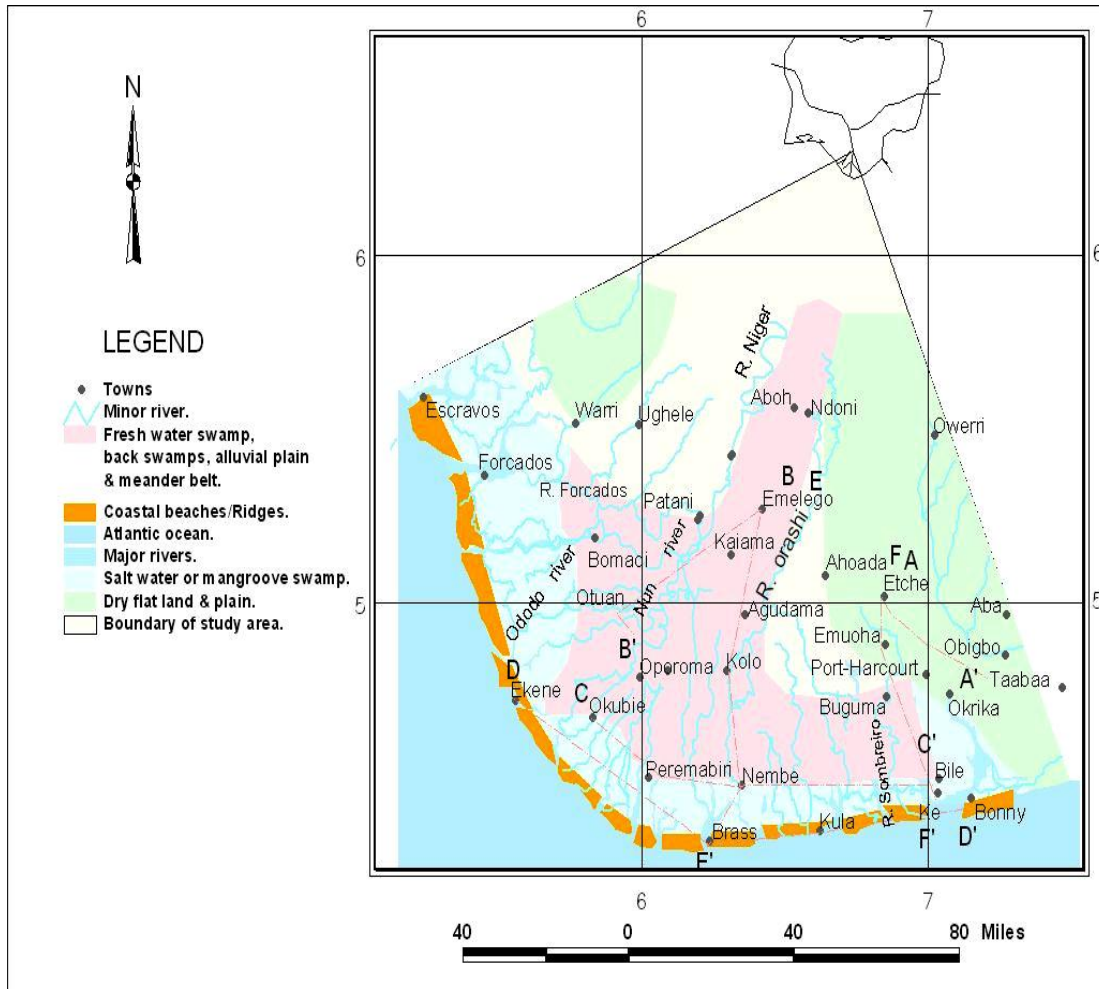 6
7
N
6
6
R. Niger
LEGEND
Towns
Minor river.
Fresh water swamp,
back swamps, alluvial plain
& meander belt.
Coastal beaches/Ridges.
Atlantic ocean.
Major rivers.
Salt water or mangroove swamp.
Dry flat land & plain.
Boundary of study area.
Escravos
Warri
Ughele
Aboh
Ndoni
Owerri
Forcados
R. Forcados
Patani
B
E
Emelego
Bomaci
Nun river
Kaiama
R. orashi
Ahoada
F
A
Etche
Odado river
Otuan
5
5
Agudama
Aba
Emuoha
Obigbo
B'
Oporoma
Kolo
Port-Harcourt
A'
Taabaa
D
Ekene
C
Okubie
Buguma
Okrika
R. Sombreiro
C'
Peremabiri
Nembe
Bile
Brass
Kula
Ke
Bonny
E'
F'
D'
6
7
40
0
40
80 Miles